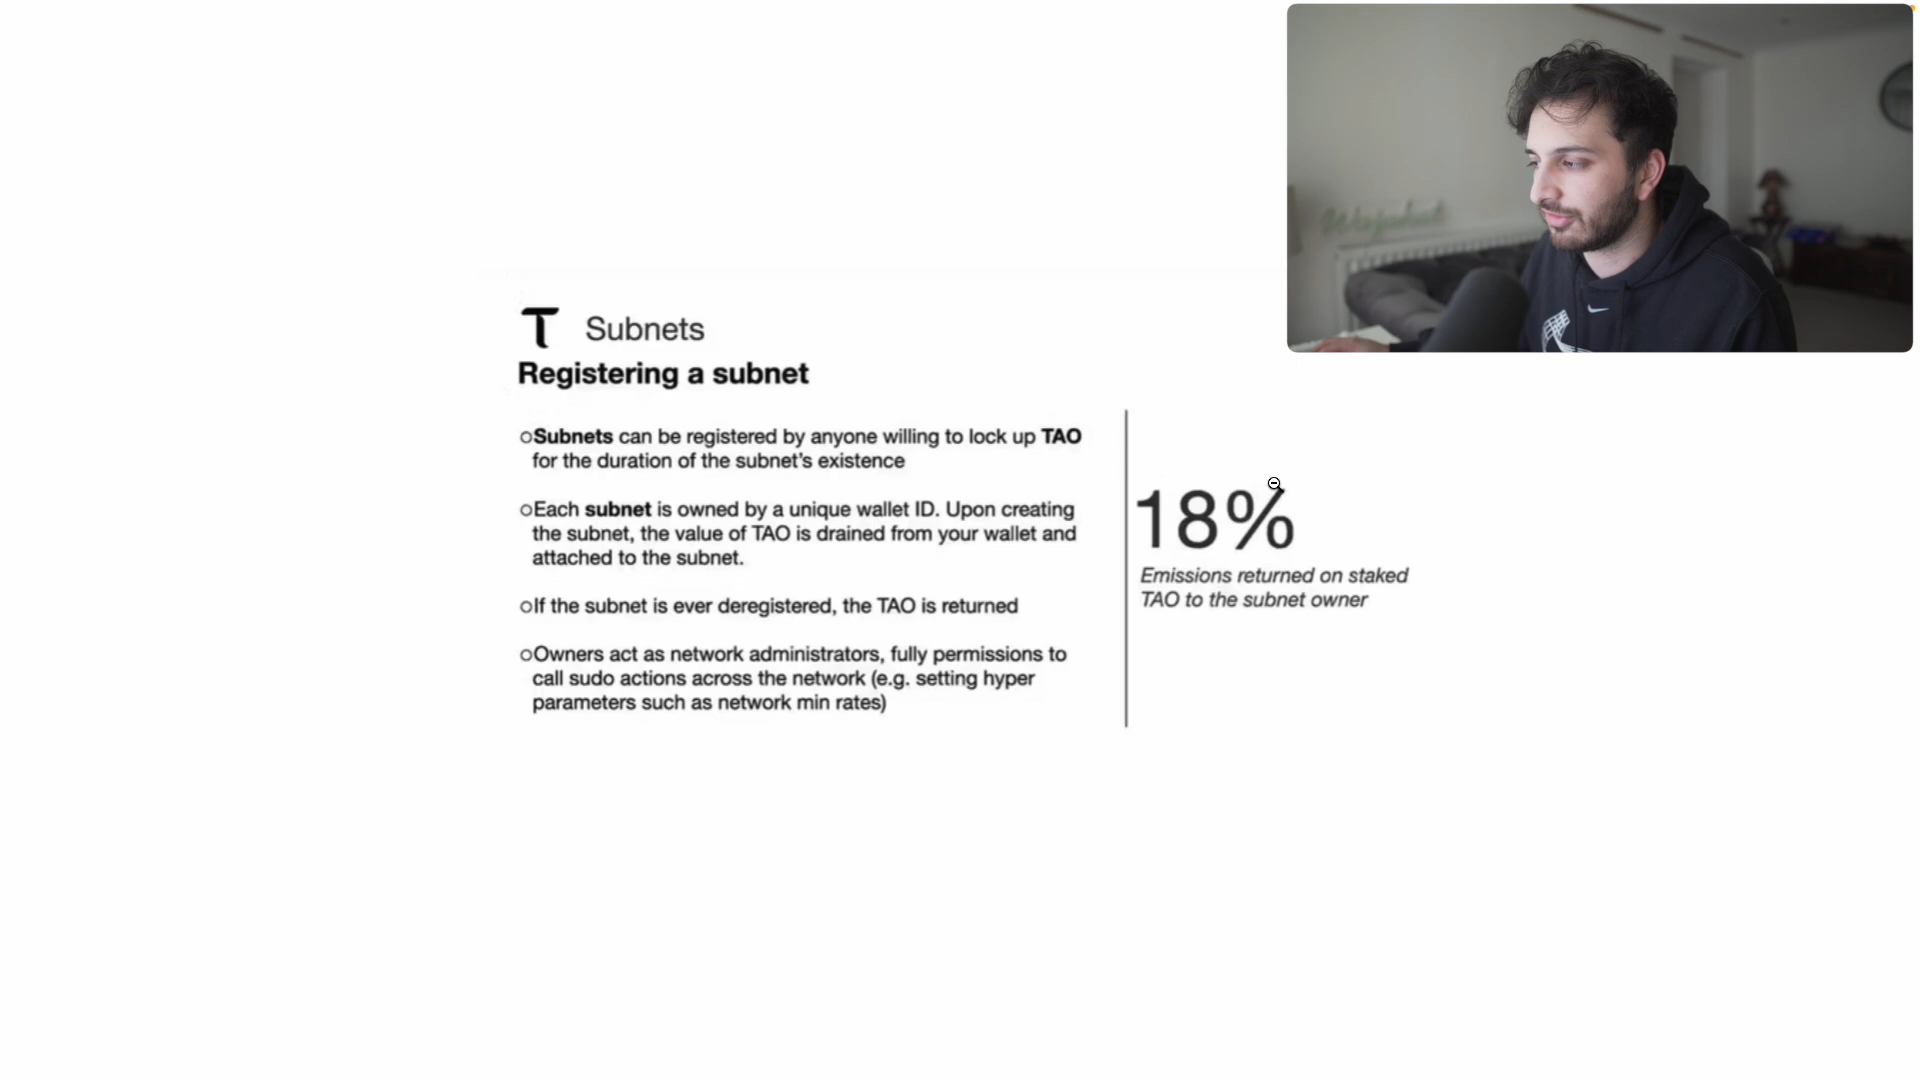 Subnets
Registering a subnet
Subnets can be registered by anyone willing to lock up TAO
for the duration of the subnet's existence
Each subnet is owned by a unique wallet ID. Upon creating
the subnet, the value of TAO is drained from your wallet and
attached to the subnet.
If the subnet is ever deregistered, the TAO is returned
Owners act as network administrators, fully permissions to
call sudo actions across the network (e.g. setting hyper
parameters such as network min rates)
18%
Emissions returned on staked
TAO to the subnet owner